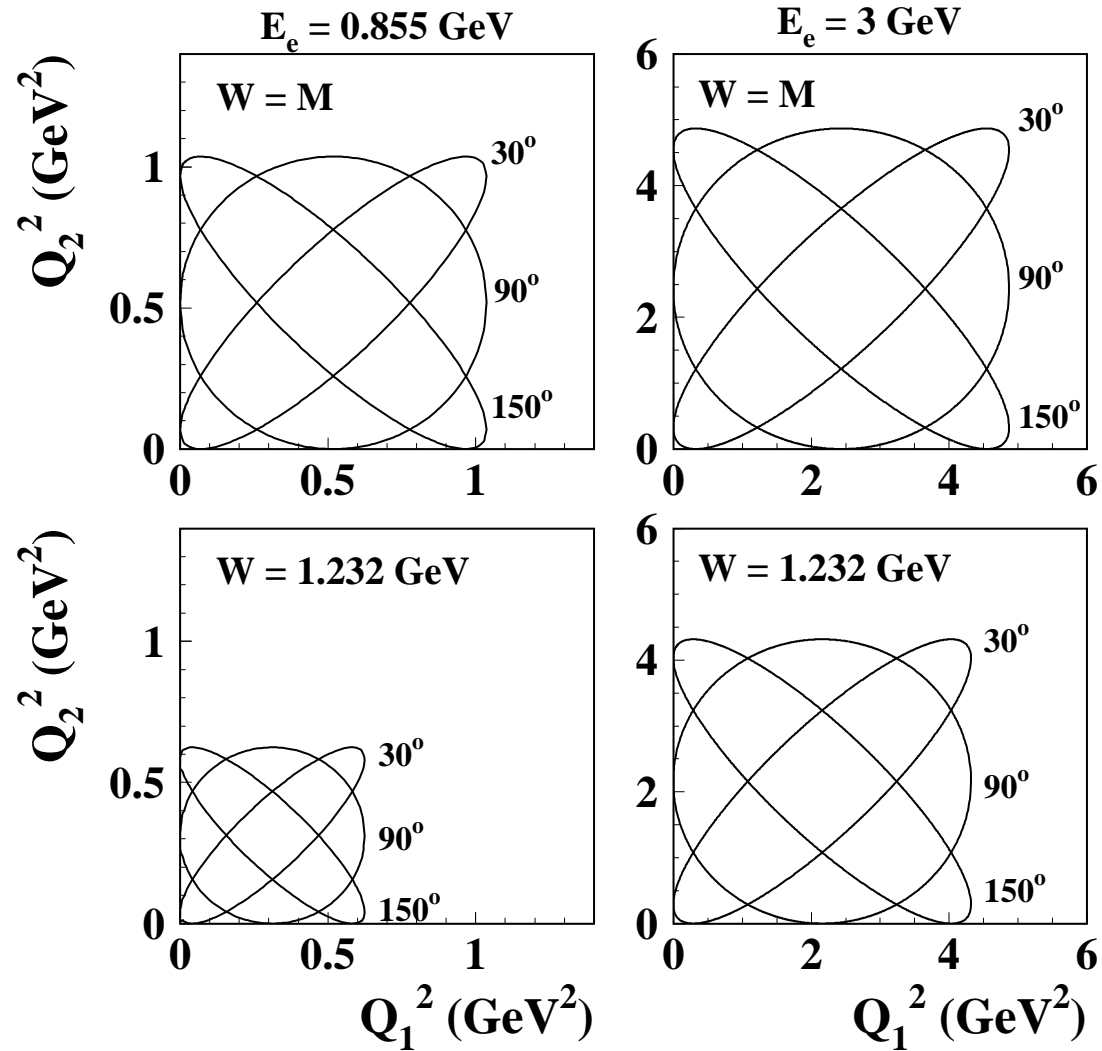 E_e = 0.855 GeV
E_e = 3 GeV
Q_2^2 (GeV^2)
W = M
30°
90°
150°
1
0.5
0
0 0.5 1
W = M
30°
90°
150°
6
4
2
0
0 2 4 6
Q_2^2 (GeV^2)
W = 1.232 GeV
30°
90°
150°
1
0.5
0
0 0.5 1
Q_1^2 (GeV^2)
W = 1.232 GeV
30°
90°
150°
6
4
2
0
0 2 4 6
Q_1^2 (GeV^2)